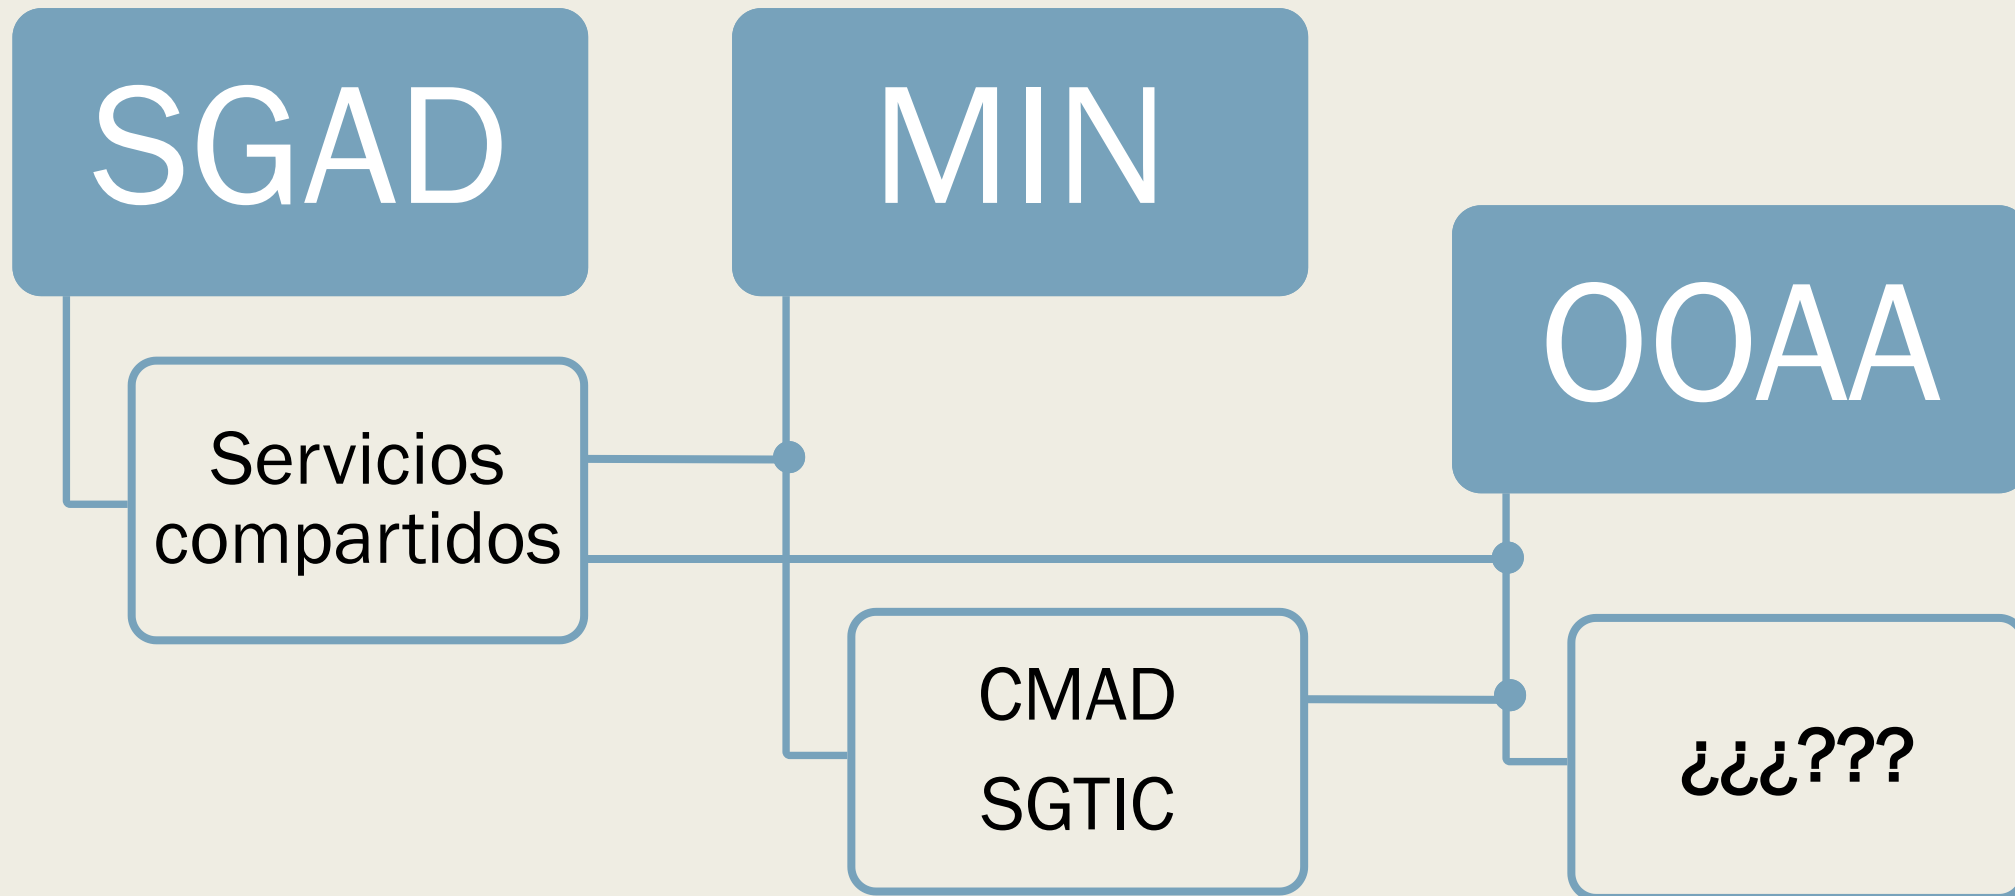 SGAD
MIN
OOAA
Servicios
compartidos
CMAD
SGTIC
¿¿¿???